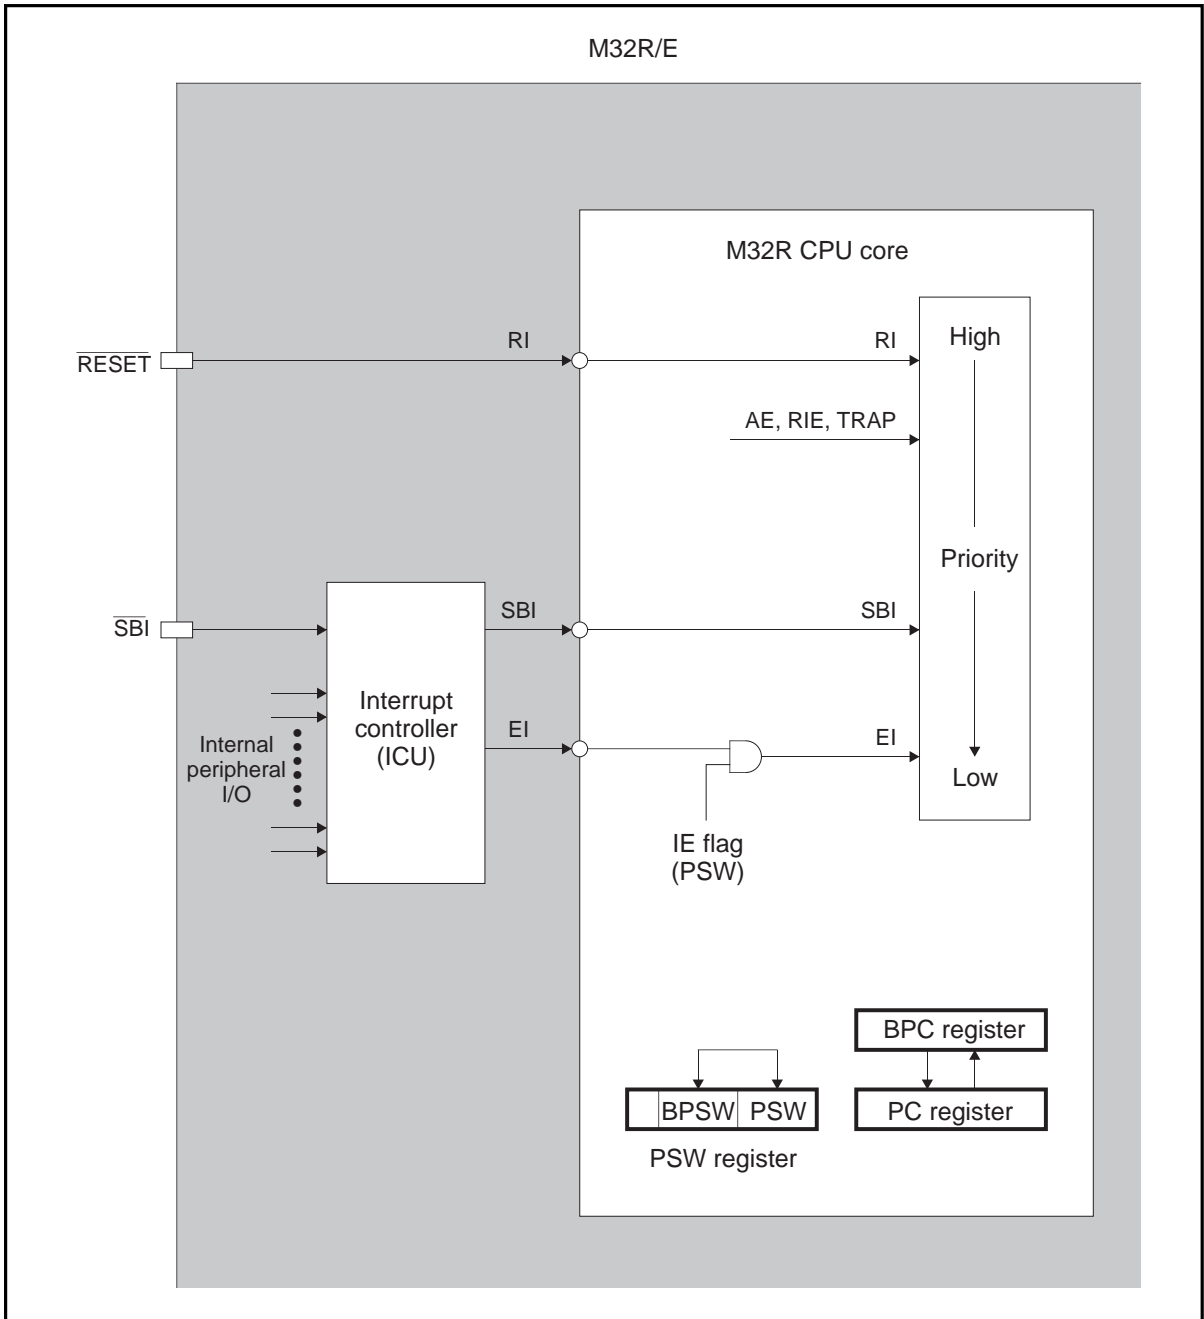 M32R/E
M32R CPU core
RESET
RI
RI
High
AE, RIE, TRAP
Priority
SBI
SBI
SBI
Interrupt
controller
(ICU)
Internal
peripheral
I/O
EI
EI
Low
IE flag
(PSW)
BPC register
BPSW PSW
PC register
PSW register